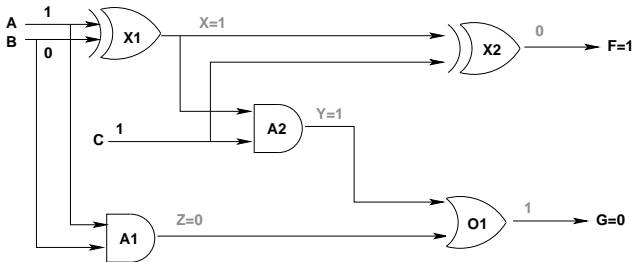 A 1 X1 X=1 X2 0 F=1
B 0
C 1 A2 Y=1
A1 Z=0 O1 1 G=0